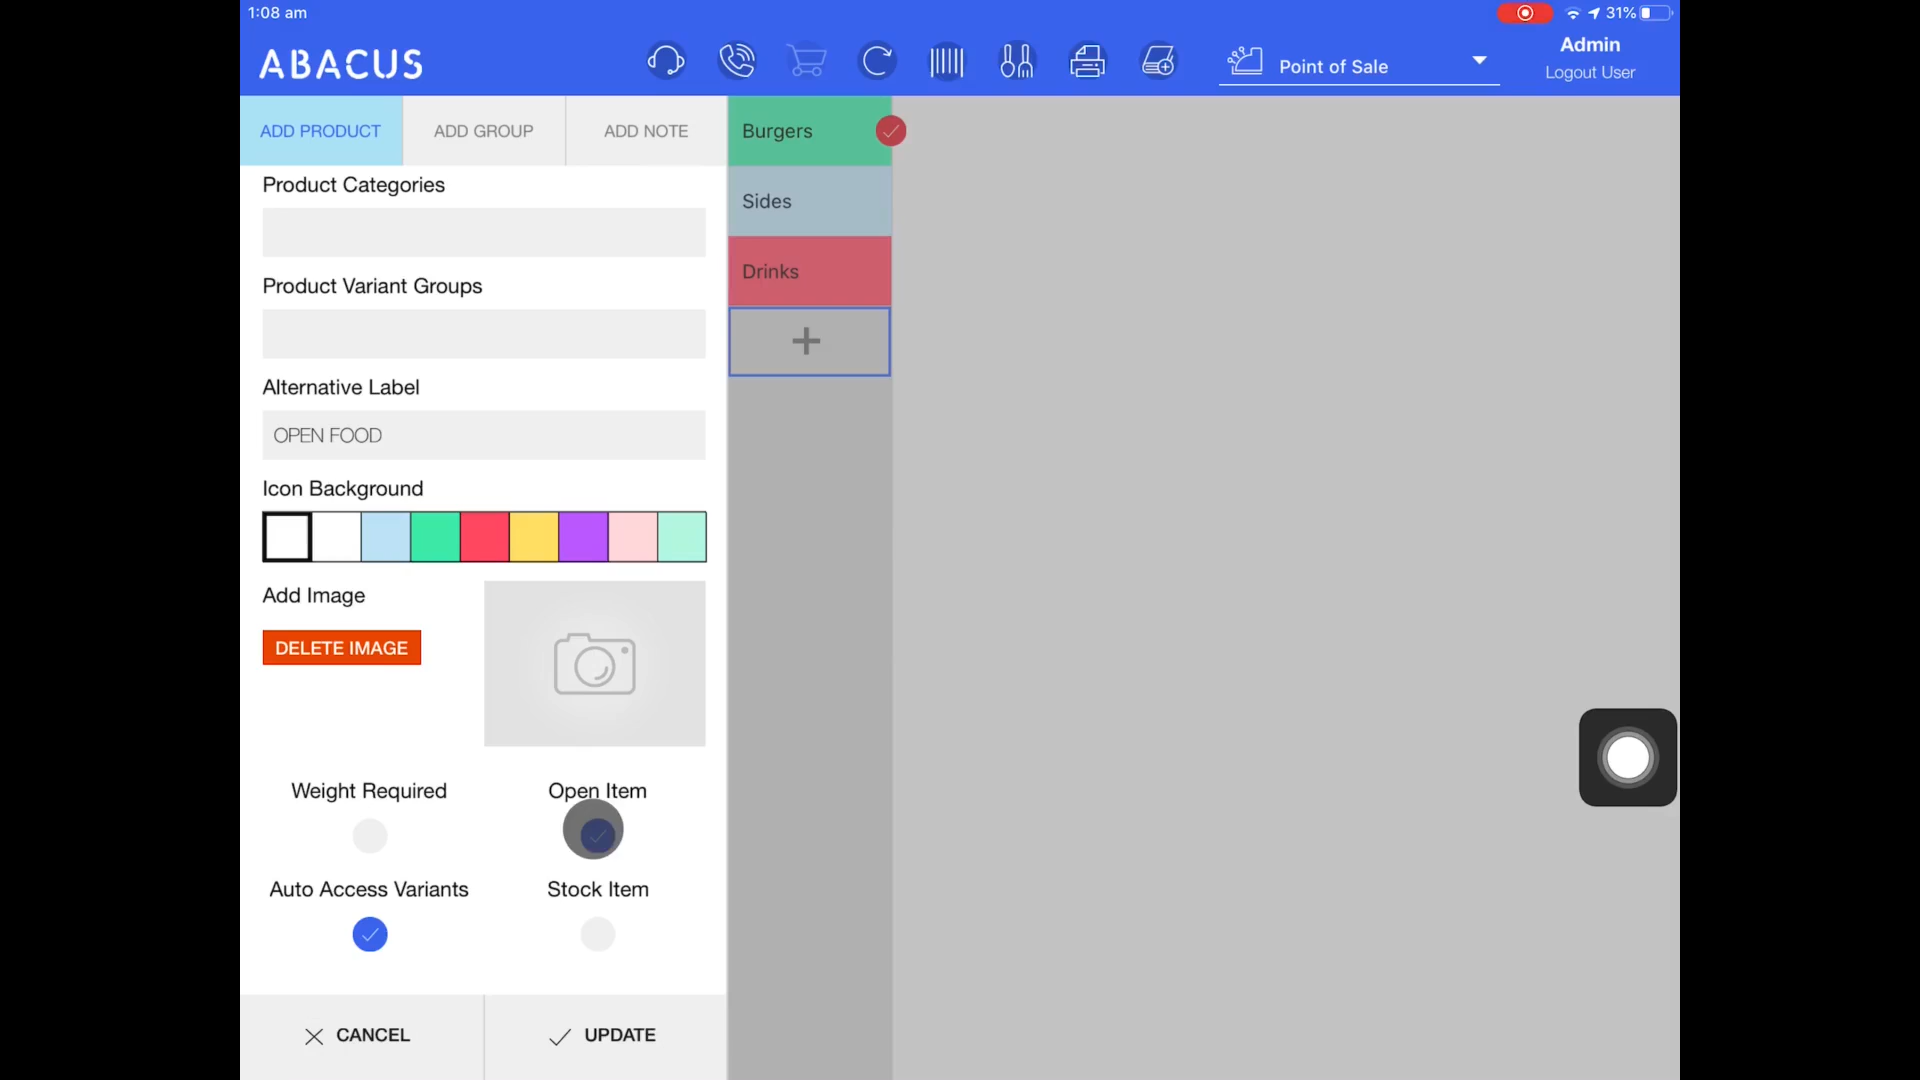 1:08 am
31%
ABACUS
Point of Sale
Admin
Logout User
ADD PRODUCT
ADD GROUP
ADD NOTE
Product Categories
Product Variant Groups
Alternative Label
OPEN FOOD
Icon Background
Add Image
DELETE IMAGE
Weight Required
Open Item
Auto Access Variants
Stock Item
CANCEL
UPDATE
Burgers
Sides
Drinks